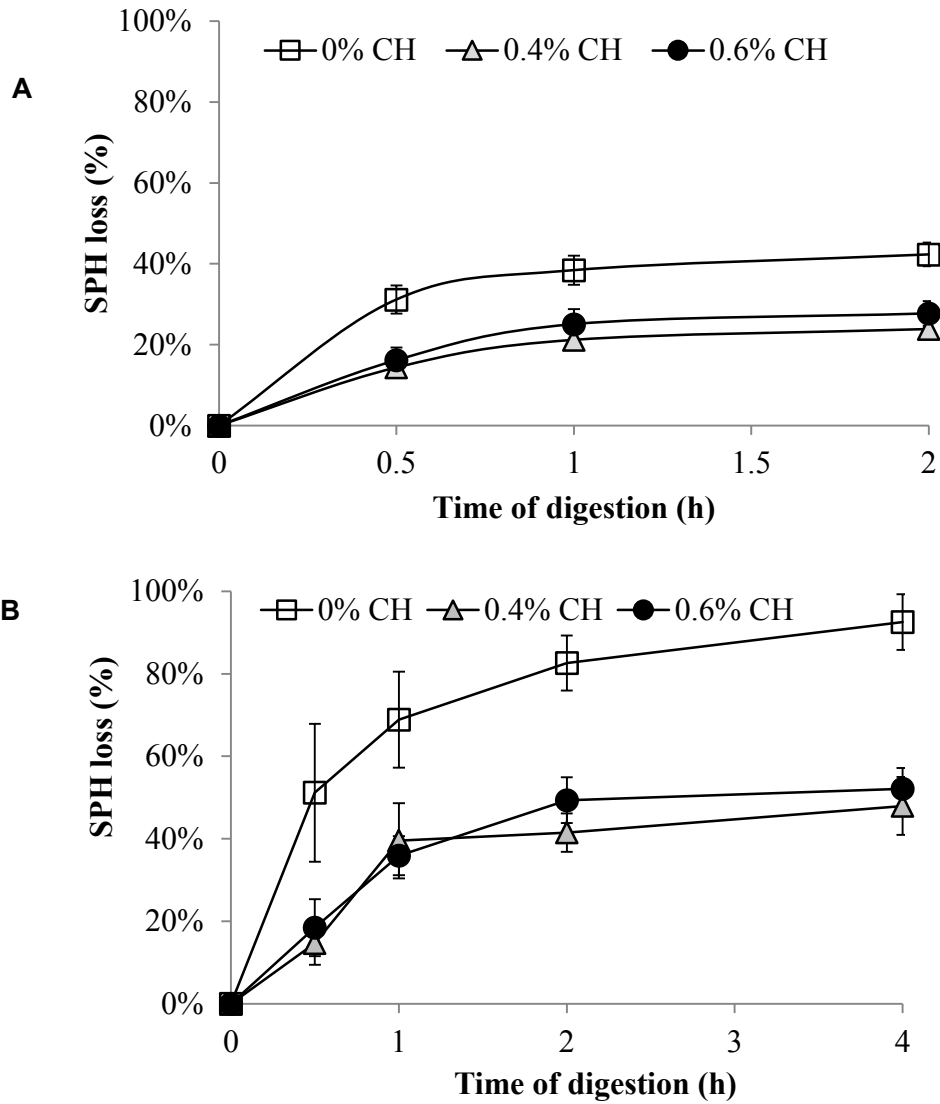 A
SPH loss (%)
100%
80%
60%
40%
20%
0%
0% CH 0.4% CH 0.6% CH
0 0.5 1 1.5 2
Time of digestion (h)
B
SPH loss (%)
100%
80%
60%
40%
20%
0%
0% CH 0.4% CH 0.6% CH
0 1 2 3 4
Time of digestion (h)